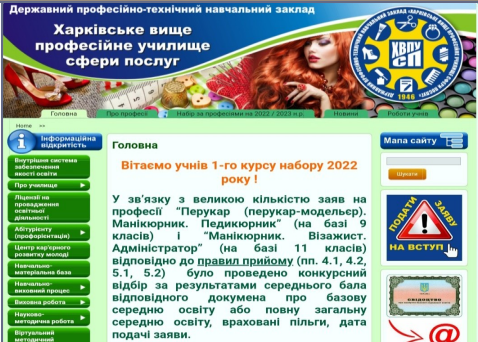 Державний професійно-технічний навчальний заклад
Харківське вище
професійне училище
сфери послуг
ХВПУ
СП
1946
Головна
Про професії
Набір за професіями на 2022 / 2023 н.р.
Новини
Роботи учнів
Home >>
Інформаційна
відкритість
Внутрішня система
забезпечення
якості освіти
Про училище
Ліцензії на
провадження
освітньої
діяльності
Абітурієнту
(профорієнтація)
Центр кар'єрного
розвитку молоді
Навчально-
матеріальна база
Навчально-
виховний процес
Виховна робота
Науково-
методична робота
Віртуальний
методичний
Головна
Вітаємо учнів 1-го курсу набору 2022
року !
У зв'язку з великою кількістю заяв на
професії "Перукар (перукар-модельєр).
Манікюрник. Педикюрник" (на базі 9
класів) і "Манікюрник. Візажист.
Адміністратор" (на базі 11 класів)
відповідно до правил прийому (пп. 4.1, 4.2,
5.1, 5.2) було проведено конкурсний
відбір за результатами середнього бала
відповідного докумена про базову
середню освіту або повну загальну
середню освіту, враховані пільги, дата
подачі заяви.
Мапа сайту
Шукати
ПОДАТИ
ЗАЯВУ
НА ВСТУП
СВІДОЦТВО
@